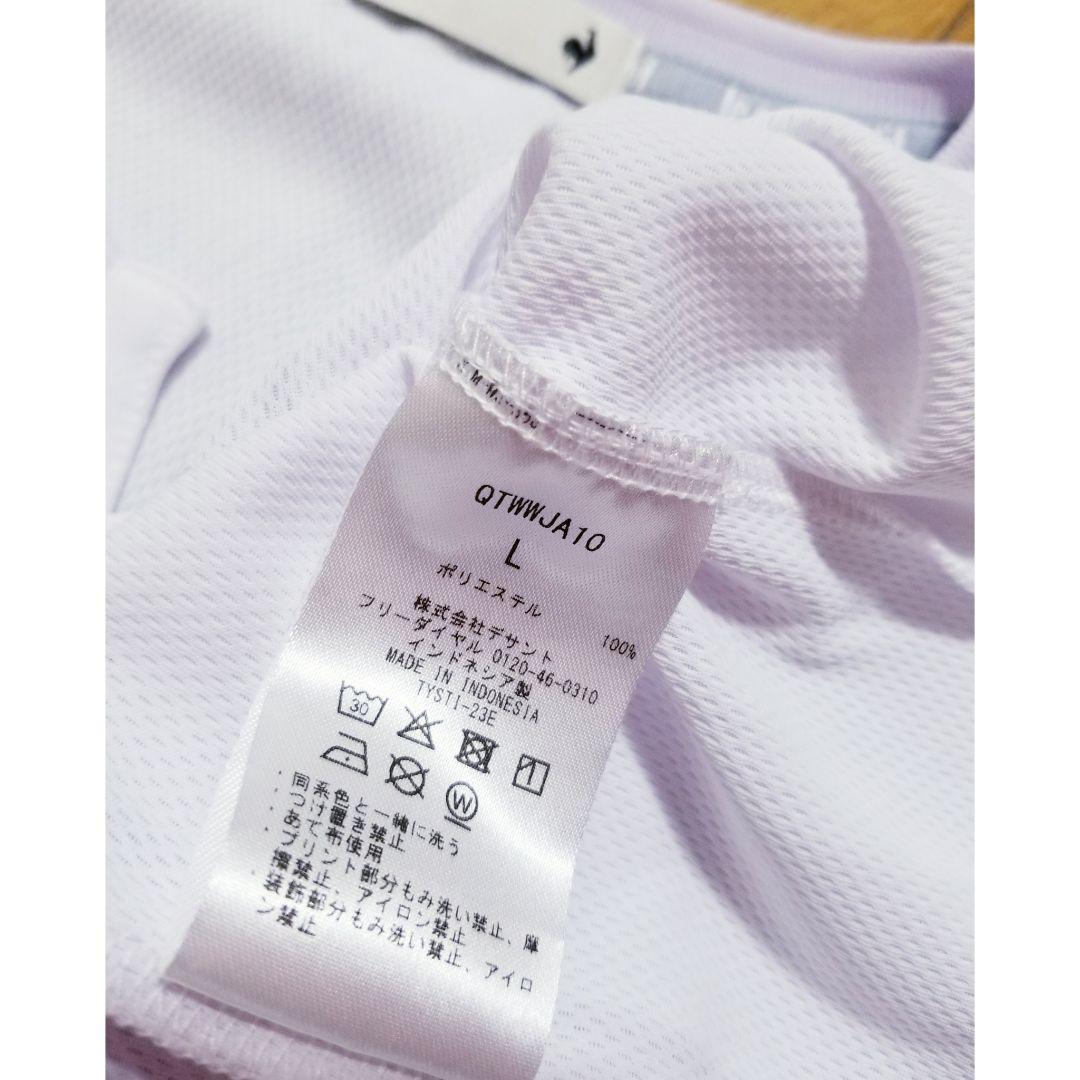 QTWWJA10
L
ポリエステル 100%
株式会社デサント
フリーダイヤル 0120-46-0310
インドネシア製
MADE IN INDONESIA
TYSTI-23E
30
W
・同系色と一緒に洗う
・つけ置き禁止
・あて布使用
・プリント部分もみ洗い禁止、摩
擦禁止、アイロン禁止
・装飾部分もみ洗い禁止、アイロ
ン禁止